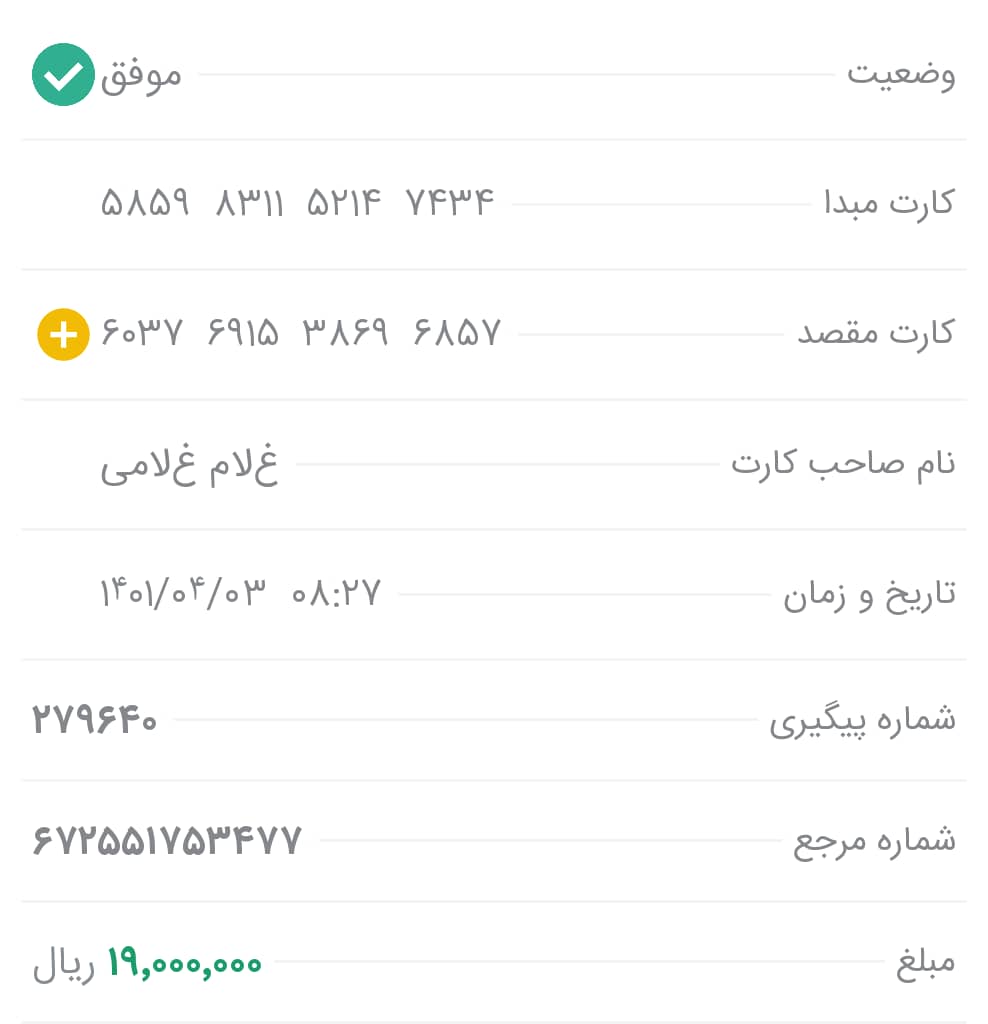 وضعیت موفق
کارت مبدا ۵۸۵۹ ۸۳۱۱ ۵۲۱۴ ۷۴۳۴
کارت مقصد ۶۰۳۷ ۶۹۱۵ ۳۸۶۹ ۶۸۵۷
نام صاحب کارت غلام غلامی
تاریخ و زمان ۱۴۰۱/۰۴/۰۳ ۰۸:۲۷
شماره پیگیری ۲۷۹۶۴۰
شماره مرجع ۶۷۲۵۵۱۷۵۳۴۷۷
مبلغ ۱۹,۰۰۰,۰۰۰ ریال